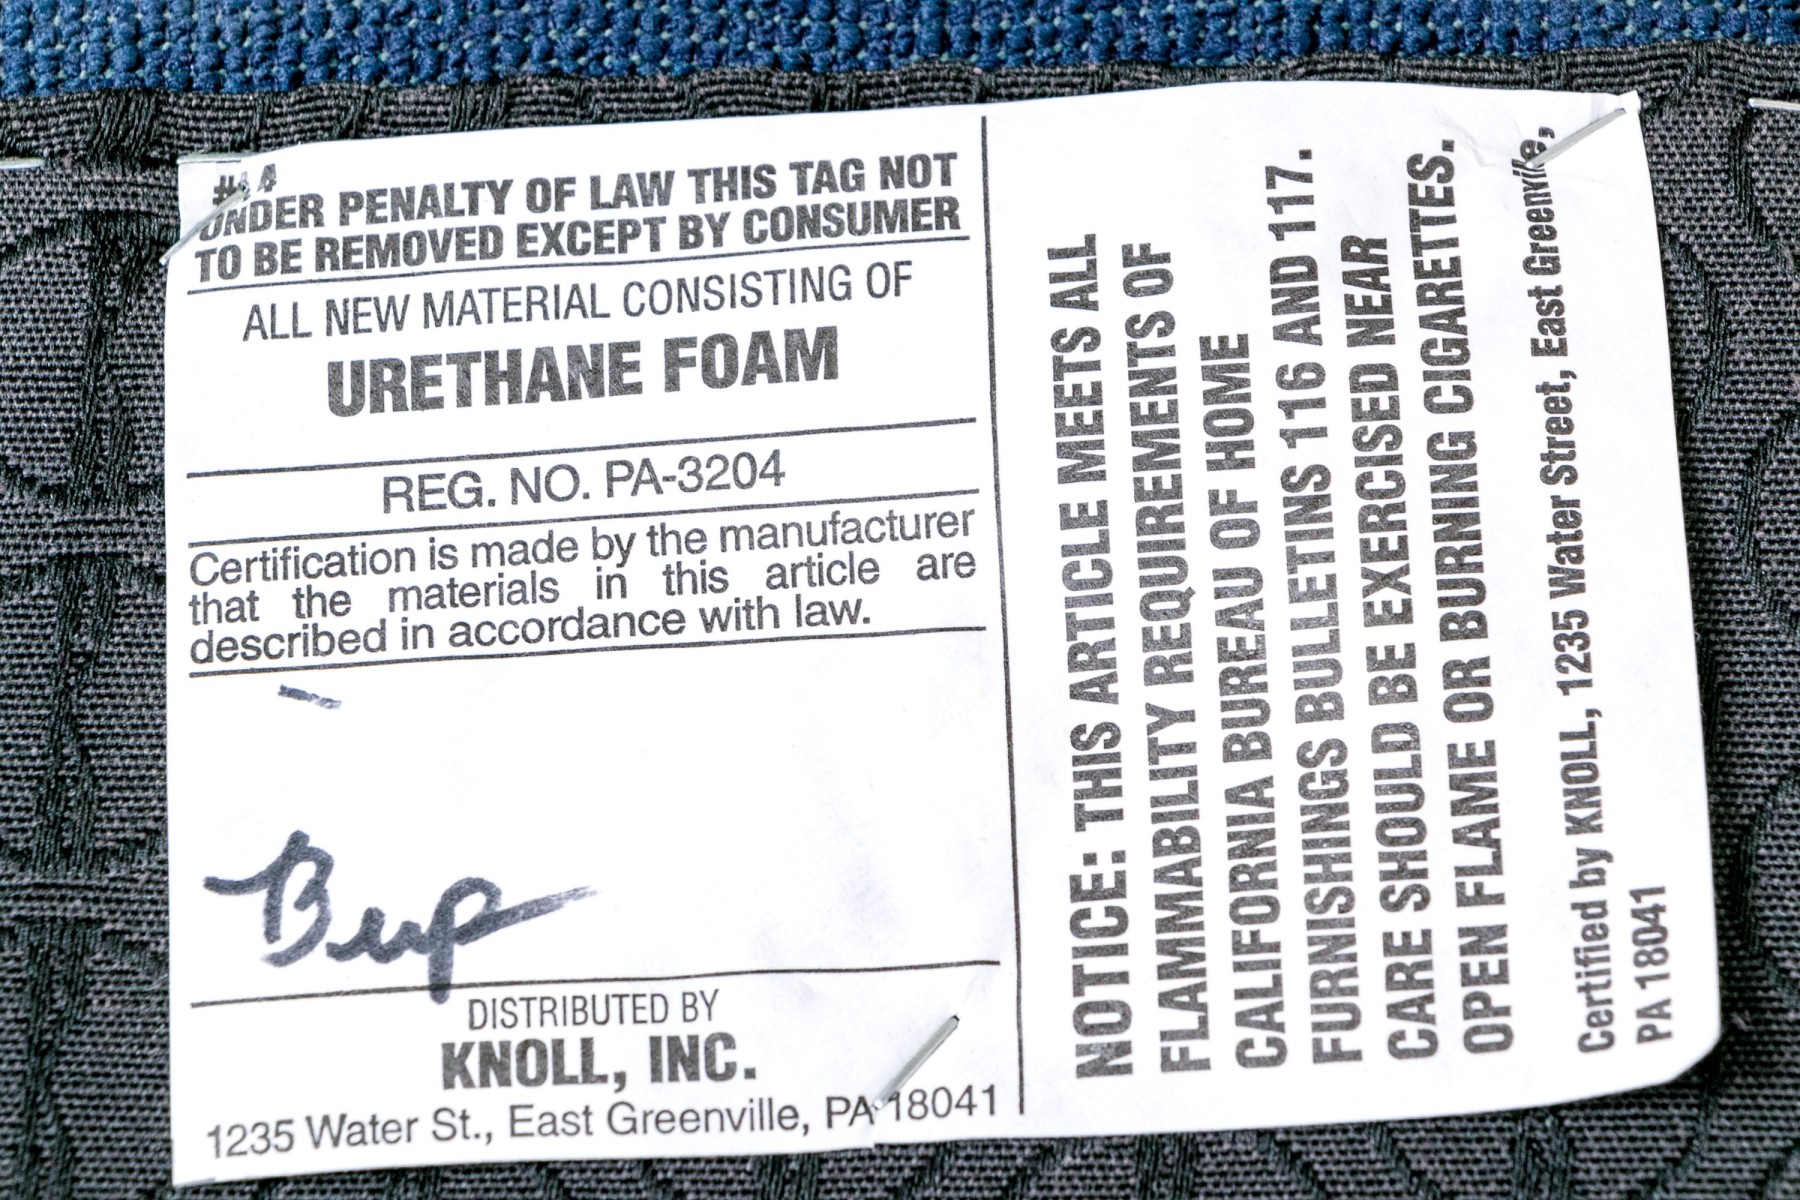 UNDER PENALTY OF LAW THIS TAG NOT
TO BE REMOVED EXCEPT BY CONSUMER
ALL NEW MATERIAL CONSISTING OF
URETHANE FOAM
REG. NO. PA-3204
Certification is made by the manufacturer
that the materials in this article are
described in accordance with law.
DISTRIBUTED BY
KNOLL, INC.
1235 Water St., East Greenville, PA 18041
NOTICE: THIS ARTICLE MEETS ALL
FLAMMABILITY REQUIREMENTS OF
CALIFORNIA BUREAU OF HOME
FURNISHINGS BULLETINS 116 AND 117.
CARE SHOULD BE EXERCISED NEAR
OPEN FLAME OR BURNING CIGARETTES.
Certified by KNOLL, 1235 Water Street, East Greenville,
PA 18041